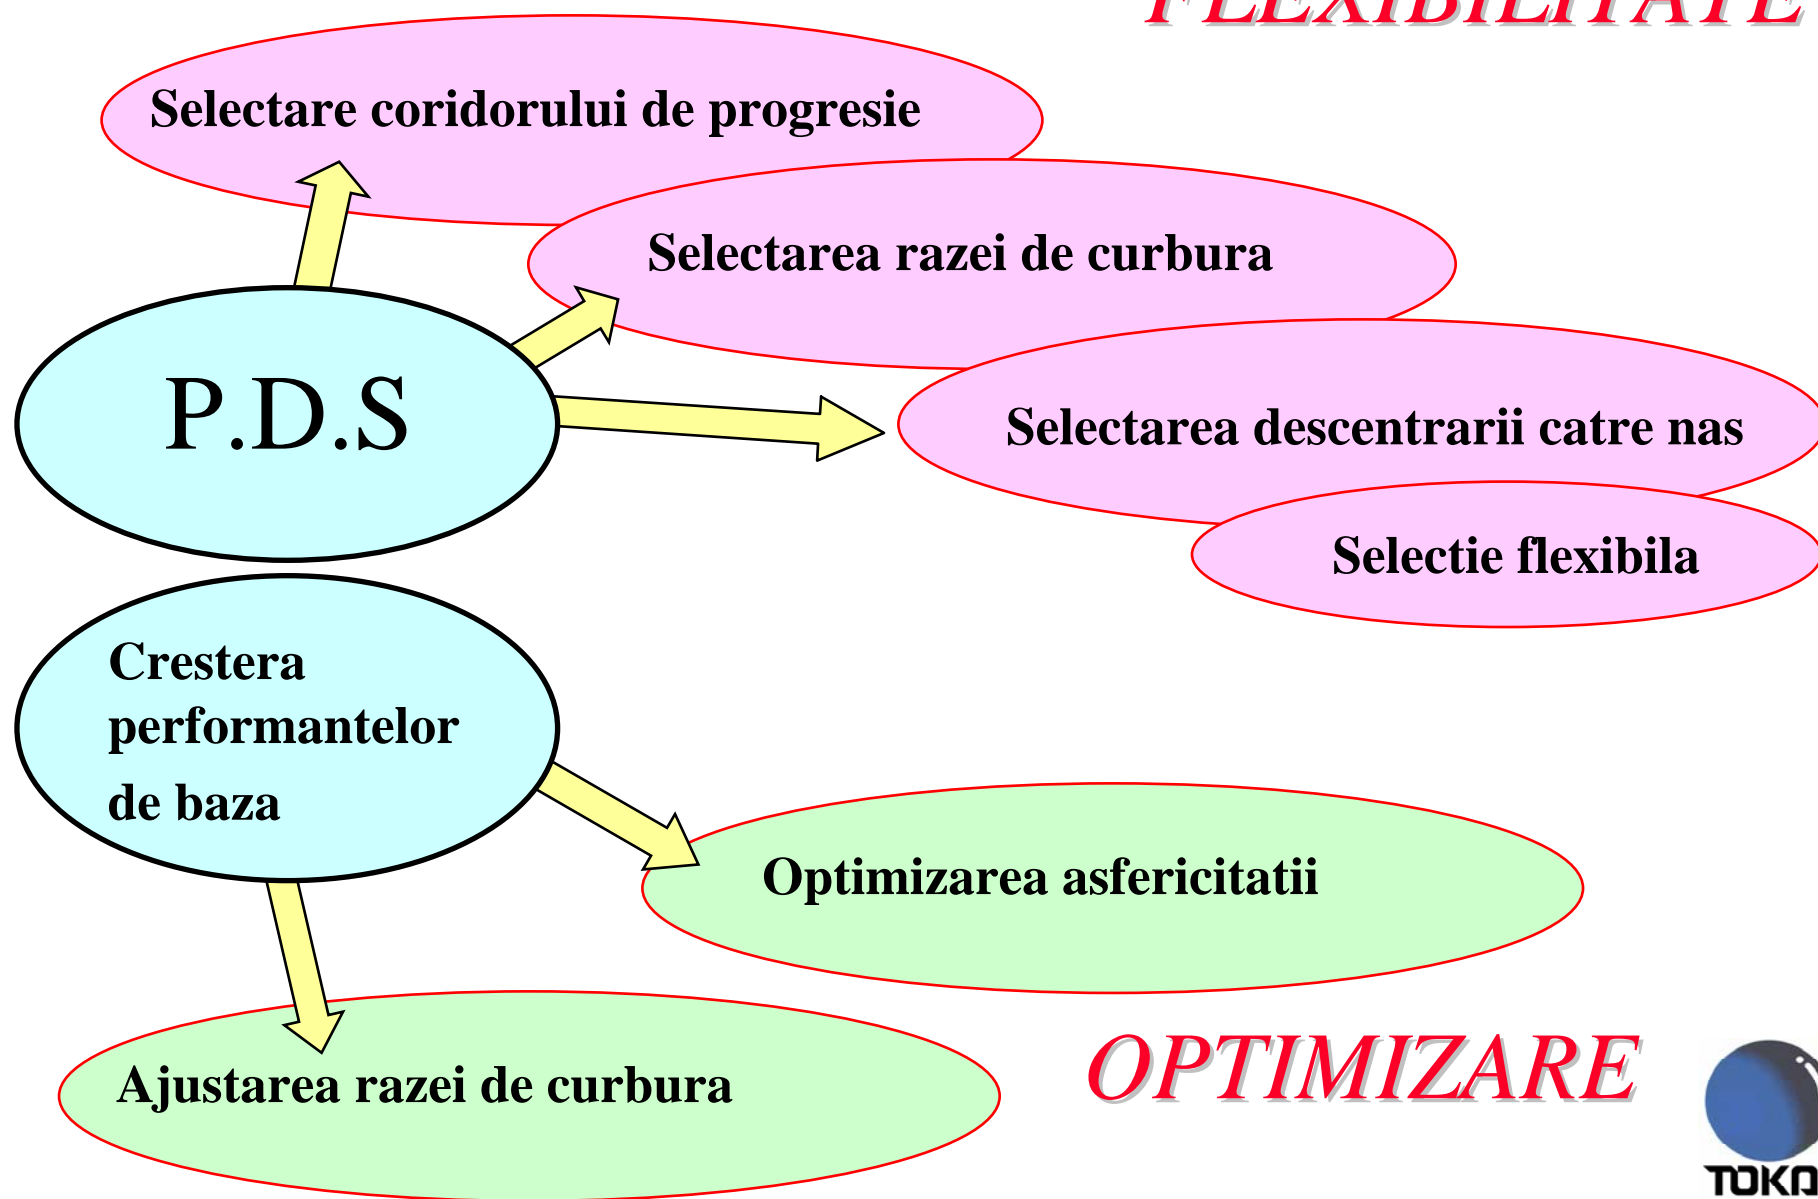 FLEXIBILITATE
Selectare coridorului de progresie
Selectarea razei de curbura
P.D.S
Selectarea descentrarii catre nas
Selectie flexibila
Crestera
performantelor
de baza
Optimizarea asfericitatii
Ajustarea razei de curbura
OPTIMIZARE